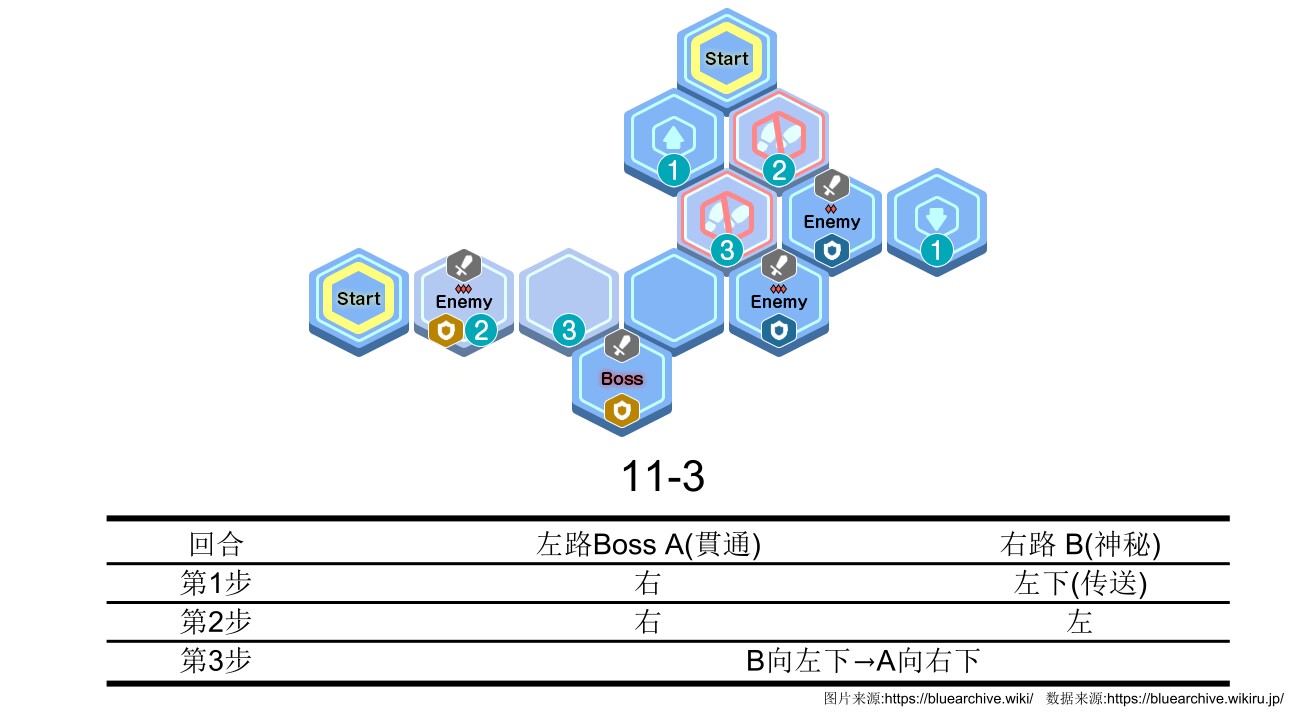 Start
1 2
Enemy
3 1
Start Enemy Enemy
2 3
Boss
11-3
回合 左路Boss A(貫通) 右路 B(神秘)
第1步 右 左下(传送)
第2步 右 左
第3步 B向左下→A向右下
图片来源:https://bluearchive.wiki/ 数据来源:https://bluearchive.wikiru.jp/